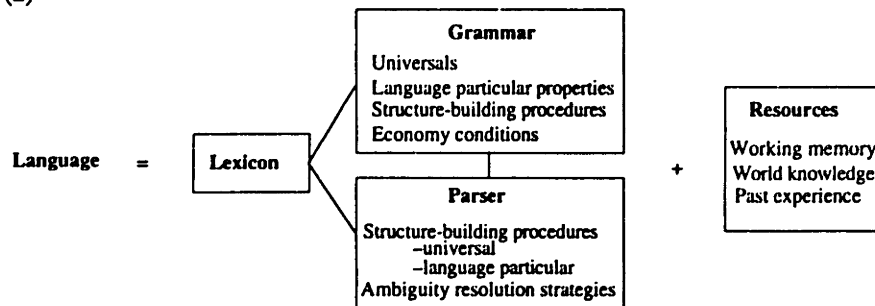 Grammar
Universals
Language particular properties
Structure-building procedures
Economy conditions
Language = Lexicon
+
Parser
Structure-building procedures
–universal
–language particular
Ambiguity resolution strategies
Resources
Working memory
World knowledge
Past experience